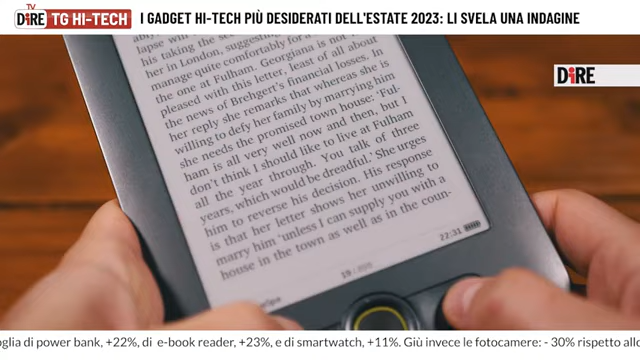 TV
DiRE TG HI-TECH
I GADGET HI-TECH PIÙ DESIDERATI DELL'ESTATE 2023: LI SVELA UNA INDAGINE
DiRE
his taking the
her in London, suggesting
manage quite comfortably for a
the one at Fulham. Georgiana is not
pleased with this letter, least of all about
the news of Brehgert's financial losses. In
her reply she remarks that whereas she is
willing to defy her family by marrying him
she needs the promised town house: 'Ful-
ham is all very well now and then, but I
don't think I should like to live at Fulham
all the year through. You talk of three
years, which would be dreadful.' She urges
him to reverse his decision. His response
is that her letter shows her unwilling to
marry him 'unless I can supply you with a
house in the town as well as in the coun-
22:31
oglia di power bank, +22%, di e-book reader, +23%, e di smartwatch, +11%. Giù invece le fotocamere: - 30% rispetto allo